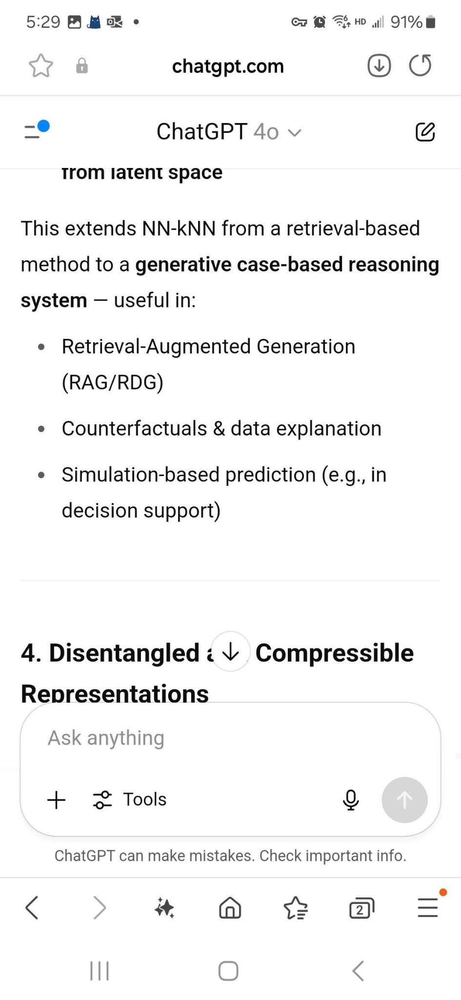 5:29 HD 91%
chatgpt.com
ChatGPT 4o
from latent space
This extends NN-kNN from a retrieval-based
method to a generative case-based reasoning
system — useful in:
• Retrieval-Augmented Generation
(RAG/RDG)
• Counterfactuals & data explanation
• Simulation-based prediction (e.g., in
decision support)
4. Disentangled Compressible
Representations
Ask anything
Tools
ChatGPT can make mistakes. Check important info.
2